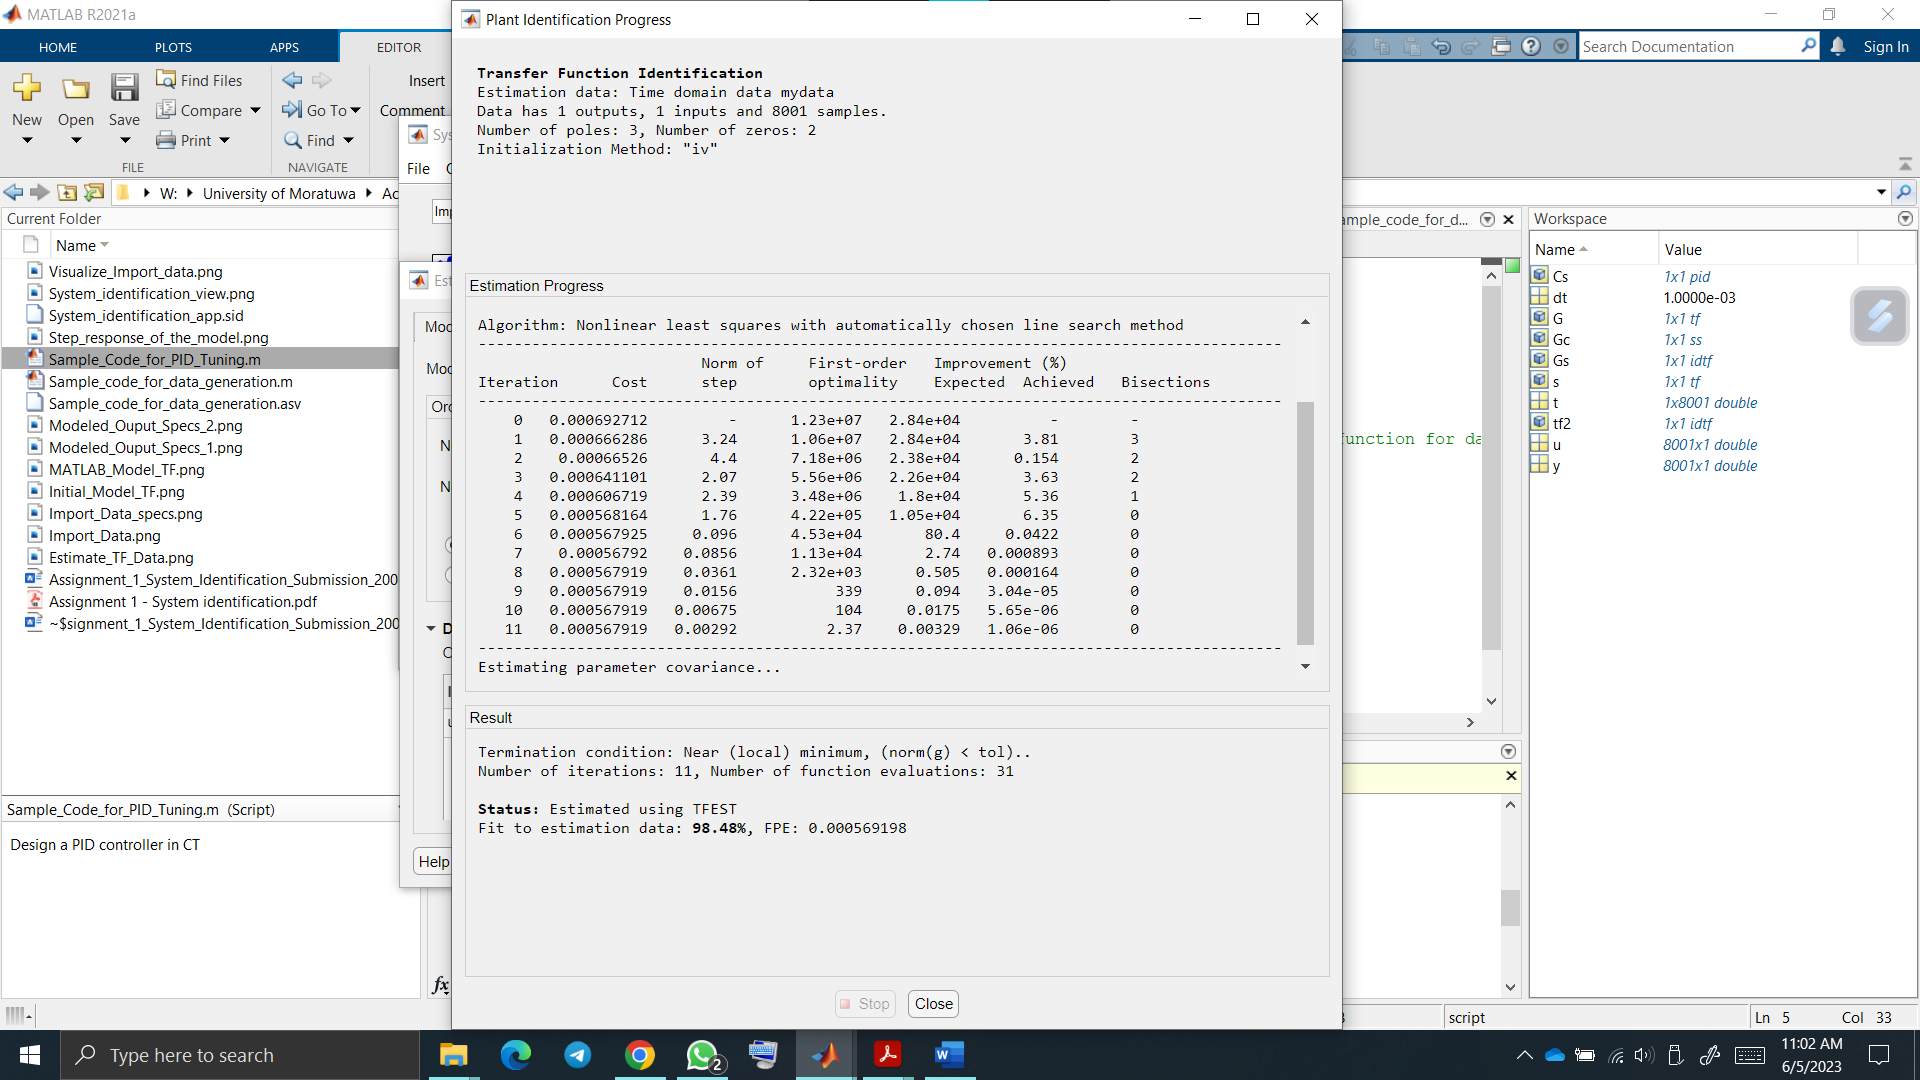 MATLAB R2021a
HOME
PLOTS
APPS
EDITOR
Search Documentation
Sign In
New
Open
Save
Find Files
Compare
Print
FILE
Go To
Find
NAVIGATE
Insert
Comment
W:
University of Moratuwa
Current Folder
Name
Visualize_Import_data.png
System_identification_view.png
System_identification_app.sid
Step_response_of_the_model.png
Sample_Code_for_PID_Tuning.m
Sample_code_for_data_generation.m
Sample_code_for_data_generation.asv
Modeled_Ouput_Specs_2.png
Modeled_Ouput_Specs_1.png
MATLAB_Model_TF.png
Initial_Model_TF.png
Import_Data_specs.png
Import_Data.png
Estimate_TF_Data.png
Assignment_1_System_Identification_Submission_200
Assignment 1 - System identification.pdf
~$signment_1_System_Identification_Submission_200
Sample_Code_for_PID_Tuning.m (Script)
Design a PID controller in CT
File
Help
Plant Identification Progress
Transfer Function Identification
Estimation data: Time domain data mydata
Data has 1 outputs, 1 inputs and 8001 samples.
Number of poles: 3, Number of zeros: 2
Initialization Method: "iv"
Estimation Progress
Algorithm: Nonlinear least squares with automatically chosen line search method
Norm of First-order Improvement (%)
Iteration Cost step optimality Expected Achieved Bisections
0 0.000692712 - 1.23e+07 2.84e+04 - -
1 0.000666286 3.24 1.06e+07 2.84e+04 3.81 3
2 0.00066526 4.4 7.18e+06 2.38e+04 0.154 2
3 0.000641101 2.07 5.56e+06 2.26e+04 3.63 2
4 0.000606719 2.39 3.48e+06 1.8e+04 5.36 1
5 0.000568164 1.76 4.22e+05 1.05e+04 6.35 0
6 0.000567925 0.096 4.53e+04 80.4 0.0422 0
7 0.00056792 0.0856 1.13e+04 2.74 0.000893 0
8 0.000567919 0.0361 2.32e+03 0.505 0.000164 0
9 0.000567919 0.0156 339 0.094 3.04e-05 0
10 0.000567919 0.00675 104 0.0175 5.65e-06 0
11 0.000567919 0.00292 2.37 0.00329 1.06e-06 0
Estimating parameter covariance...
Result
Termination condition: Near (local) minimum, (norm(g) < tol)..
Number of iterations: 11, Number of function evaluations: 31
Status: Estimated using TFEST
Fit to estimation data: 98.48%, FPE: 0.000569198
Stop
Close
ample_code_for_d...
function for da
Workspace
Name Value
Cs 1x1 pid
dt 1.0000e-03
G 1x1 tf
Gc 1x1 ss
Gs 1x1 idtf
s 1x1 tf
t 1x8001 double
tf2 1x1 idtf
u 8001x1 double
y 8001x1 double
fx
script
Ln 5 Col 33
Type here to search
2
11:02 AM
6/5/2023